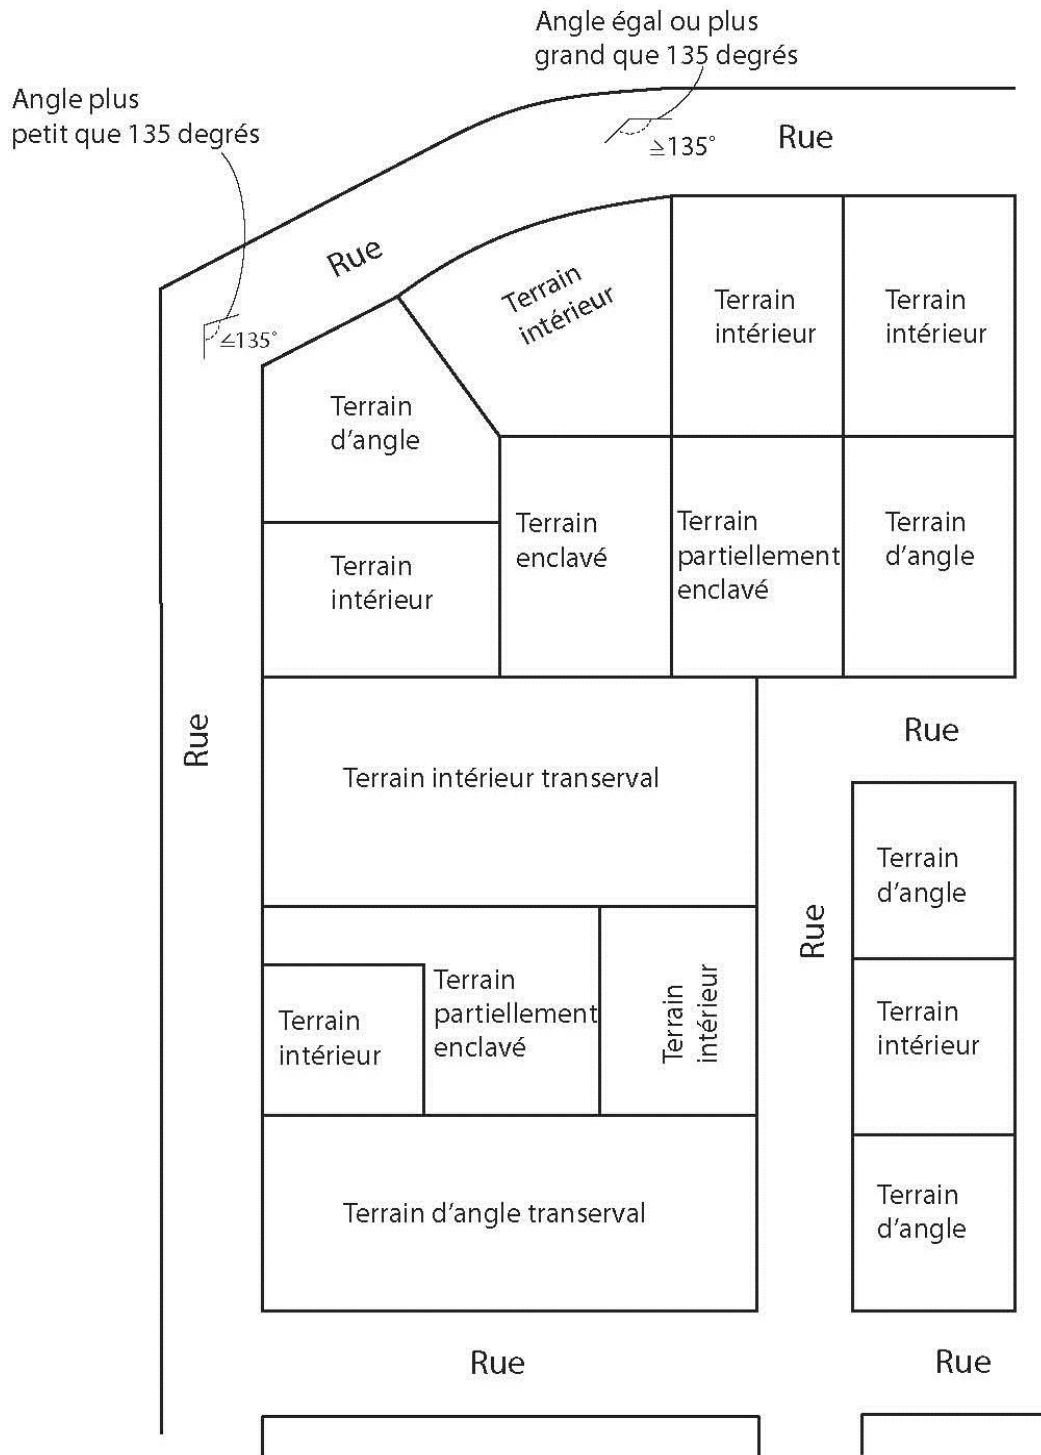 Angle égal ou plus
grand que 135 degrés
Angle plus
petit que 135 degrés
≧135°
Rue
Rue
≦135°
Terrain
intérieur
Terrain
intérieur
Terrain
intérieur
Terrain
d'angle
Terrain
enclavé
Terrain
partiellement
enclavé
Terrain
d'angle
Terrain
intérieur
Rue
Rue
Terrain intérieur transerval
Terrain
d'angle
Rue
Terrain
intérieur
Terrain
partiellement
enclavé
Terrain
intérieur
Terrain
intérieur
Terrain d'angle transerval
Terrain
d'angle
Rue
Rue